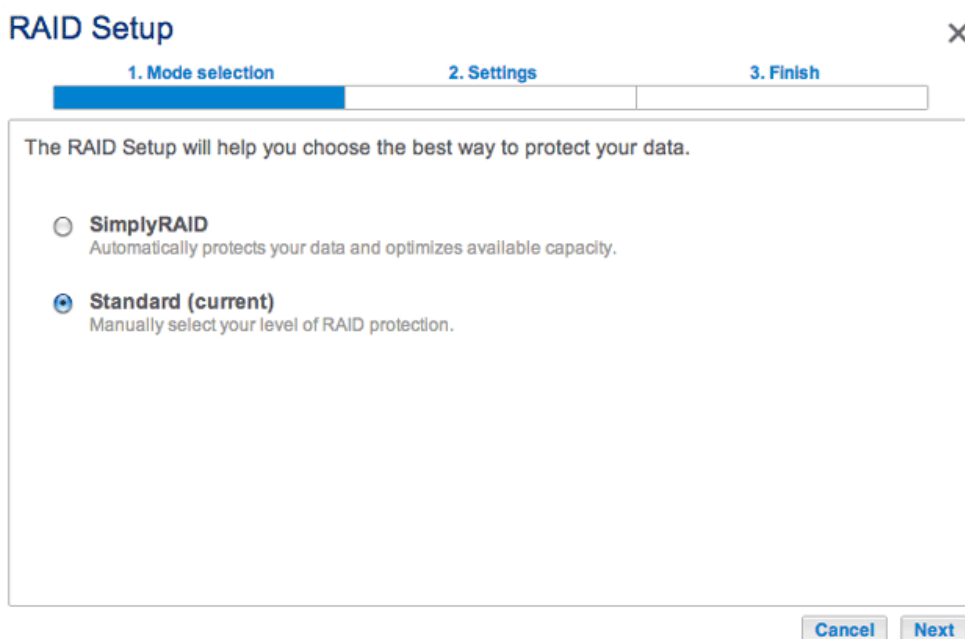 RAID Setup
1. Mode selection
2. Settings
3. Finish
The RAID Setup will help you choose the best way to protect your data.
SimplyRAID
Automatically protects your data and optimizes available capacity.
Standard (current)
Manually select your level of RAID protection.
Cancel
Next